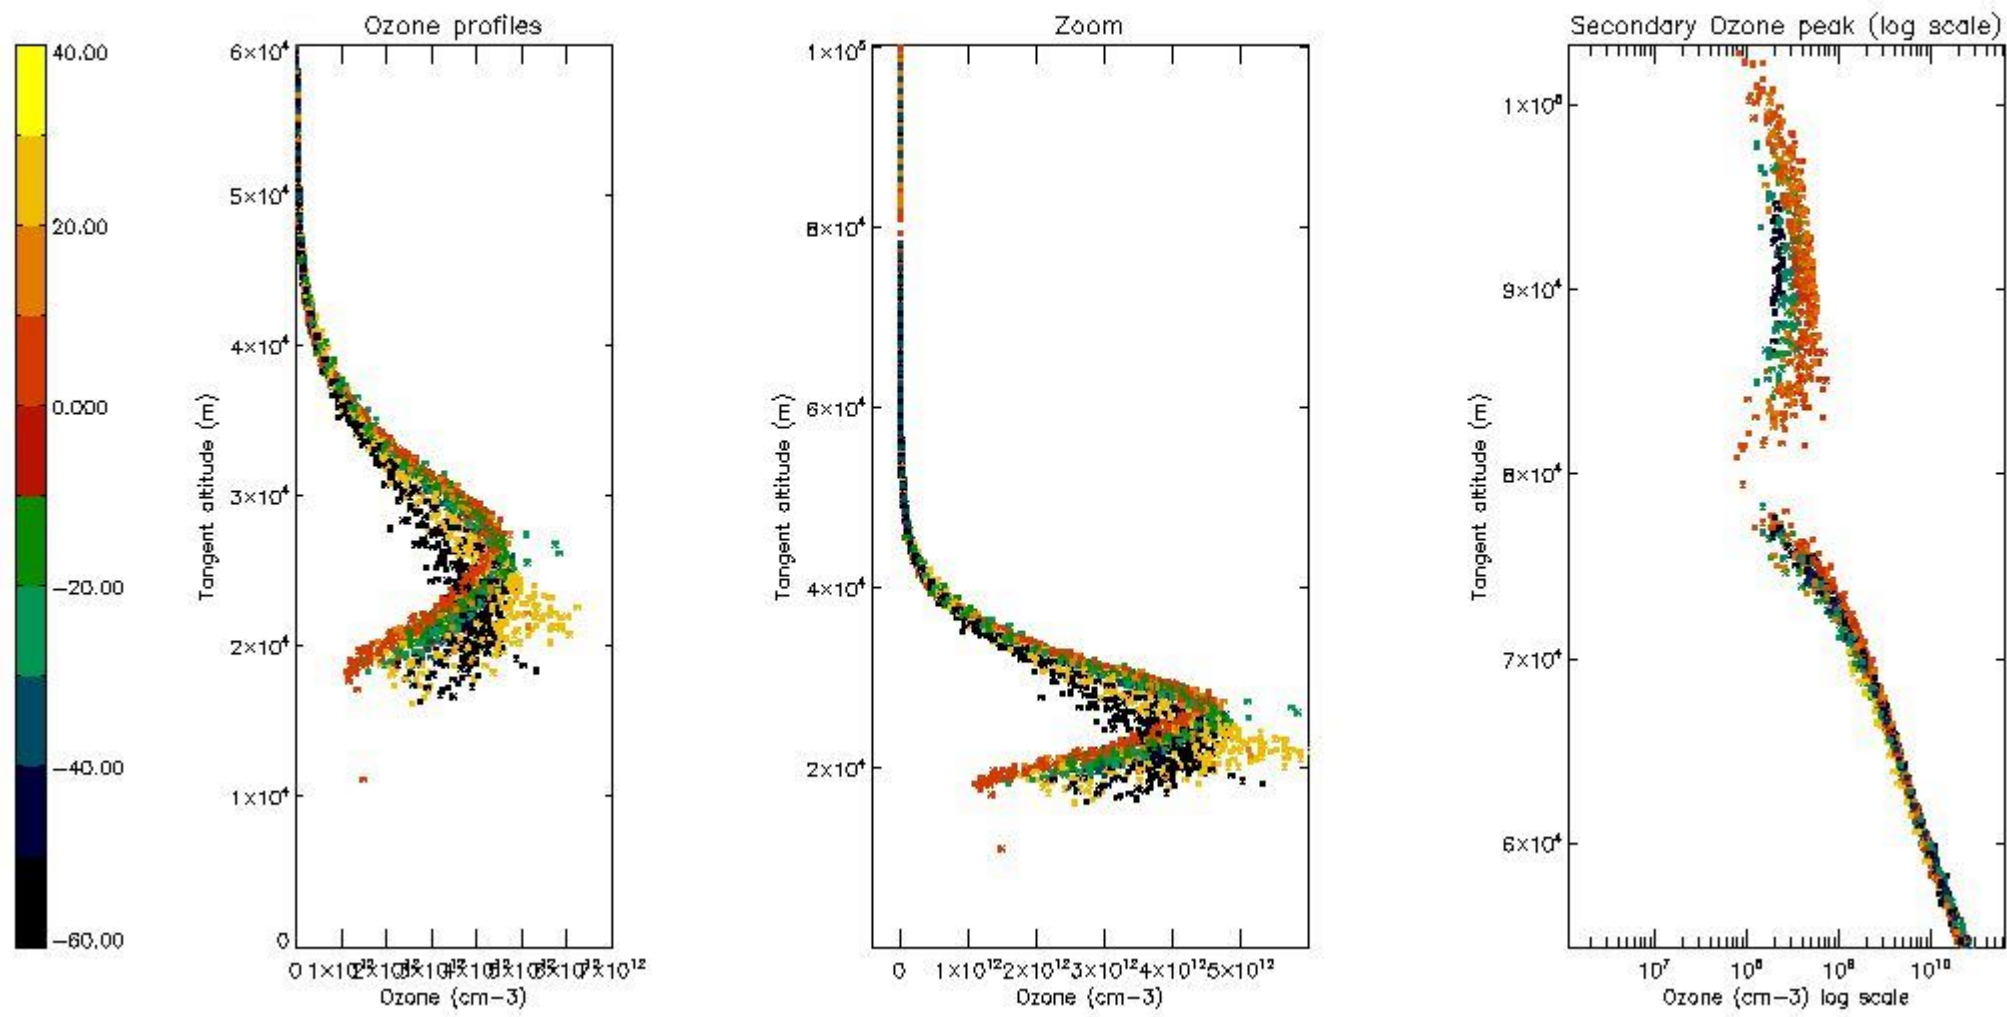 Ozone profiles
Zoom
Secondary Ozone peak (log scale)
40.00
20.00
0.000
−20.00
−40.00
−60.00
6×10⁴
5×10⁴
4×10⁴
3×10⁴
2×10⁴
1×10⁴
0
Tangent altitude (m)
Ozone (cm−3)
1×10⁵
8×10⁴
6×10⁴
4×10⁴
2×10⁴
Tangent altitude (m)
0 1×10¹² 2×10¹² 3×10¹² 4×10¹² 5×10¹²
Ozone (cm−3)
9×10⁴
8×10⁴
7×10⁴
6×10⁴
Tangent altitude (m)
10⁷ 10⁸ 10⁹ 10¹⁰
Ozone (cm−3) log scale